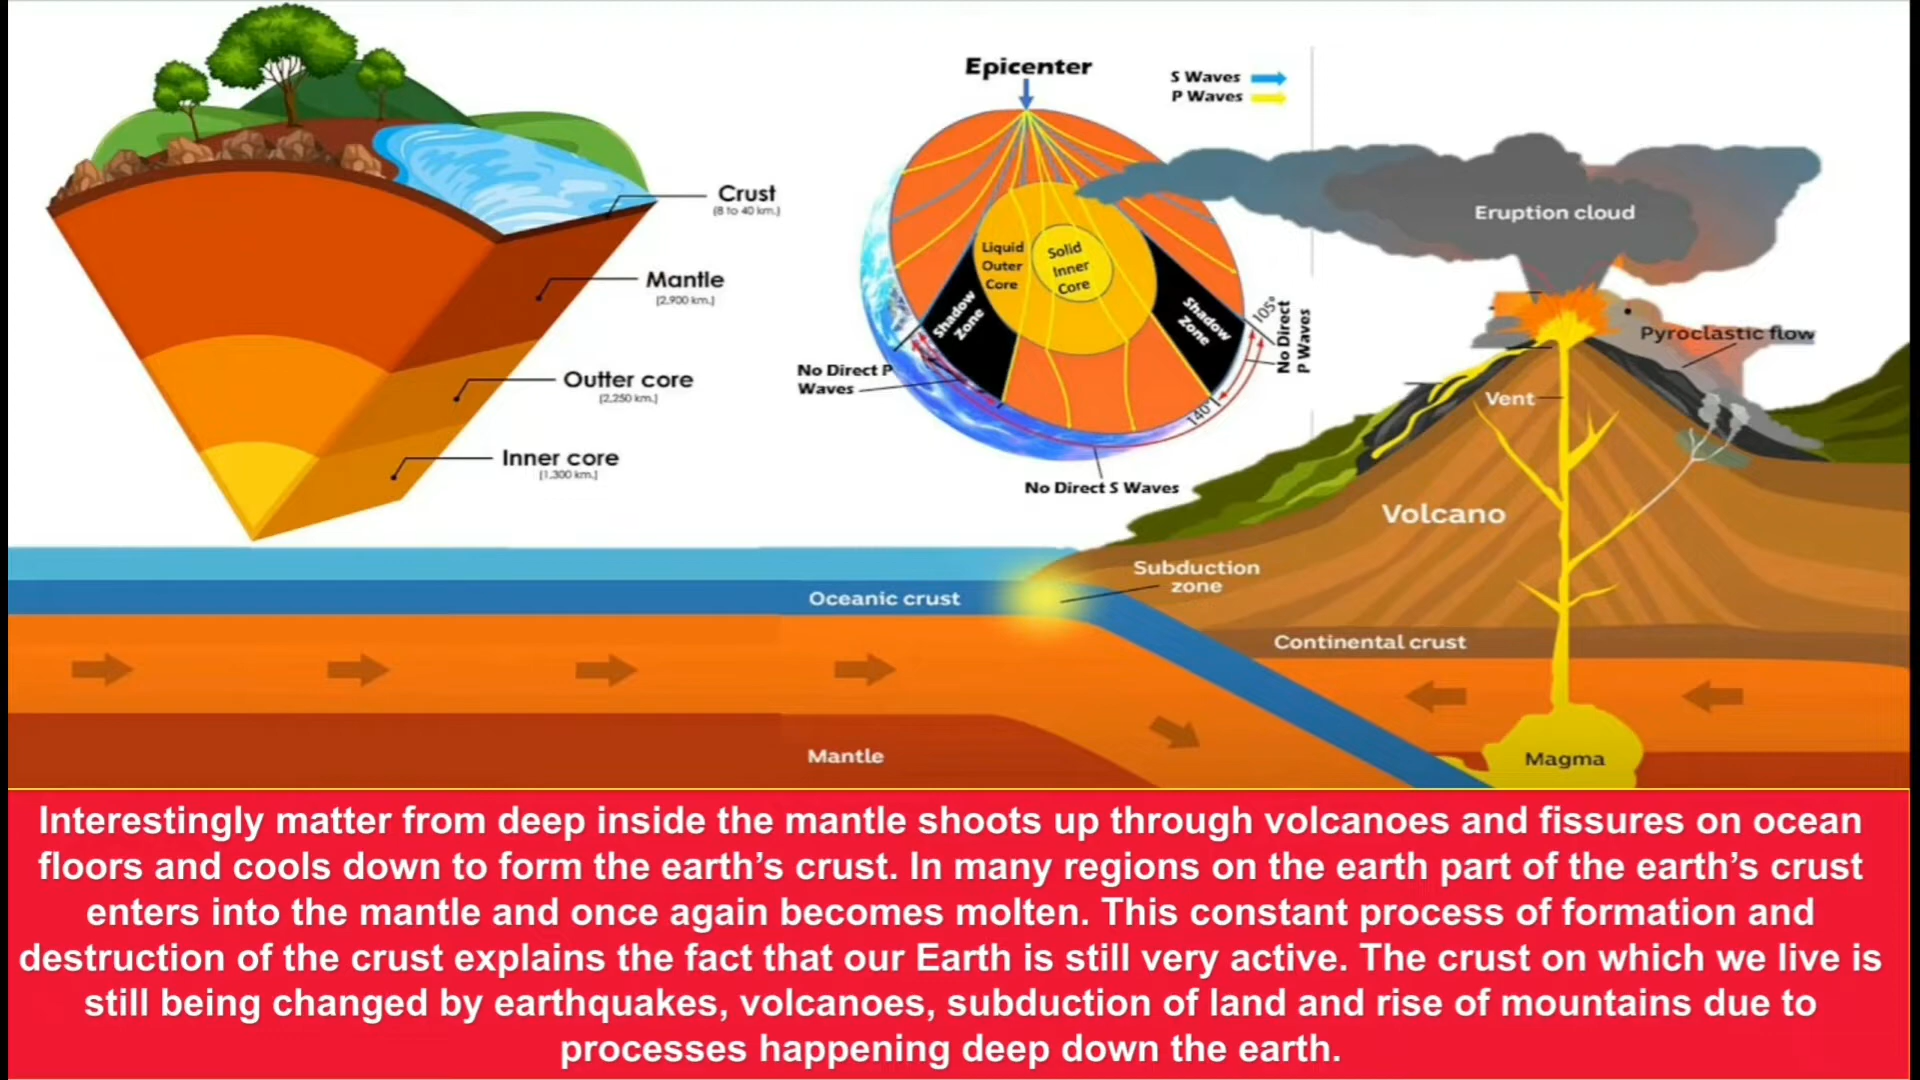 Crust
(8 to 40 km.)
Mantle
(2,900 km.)
Outter core
(2,250 km.)
Inner core
(1,300 km.)
Epicenter
S Waves
P Waves
Liquid
Outer
Core
Solid
Inner
Core
Shadow
Zone
Shadow
Zone
105°
No Direct
P Waves
140°
No Direct P
Waves
No Direct S Waves
Eruption cloud
Pyroclastic flow
Vent
Volcano
Subduction
zone
Oceanic crust
Continental crust
Mantle
Magma
Interestingly matter from deep inside the mantle shoots up through volcanoes and fissures on ocean
floors and cools down to form the earth’s crust. In many regions on the earth part of the earth’s crust
enters into the mantle and once again becomes molten. This constant process of formation and
destruction of the crust explains the fact that our Earth is still very active. The crust on which we live is
still being changed by earthquakes, volcanoes, subduction of land and rise of mountains due to
processes happening deep down the earth.